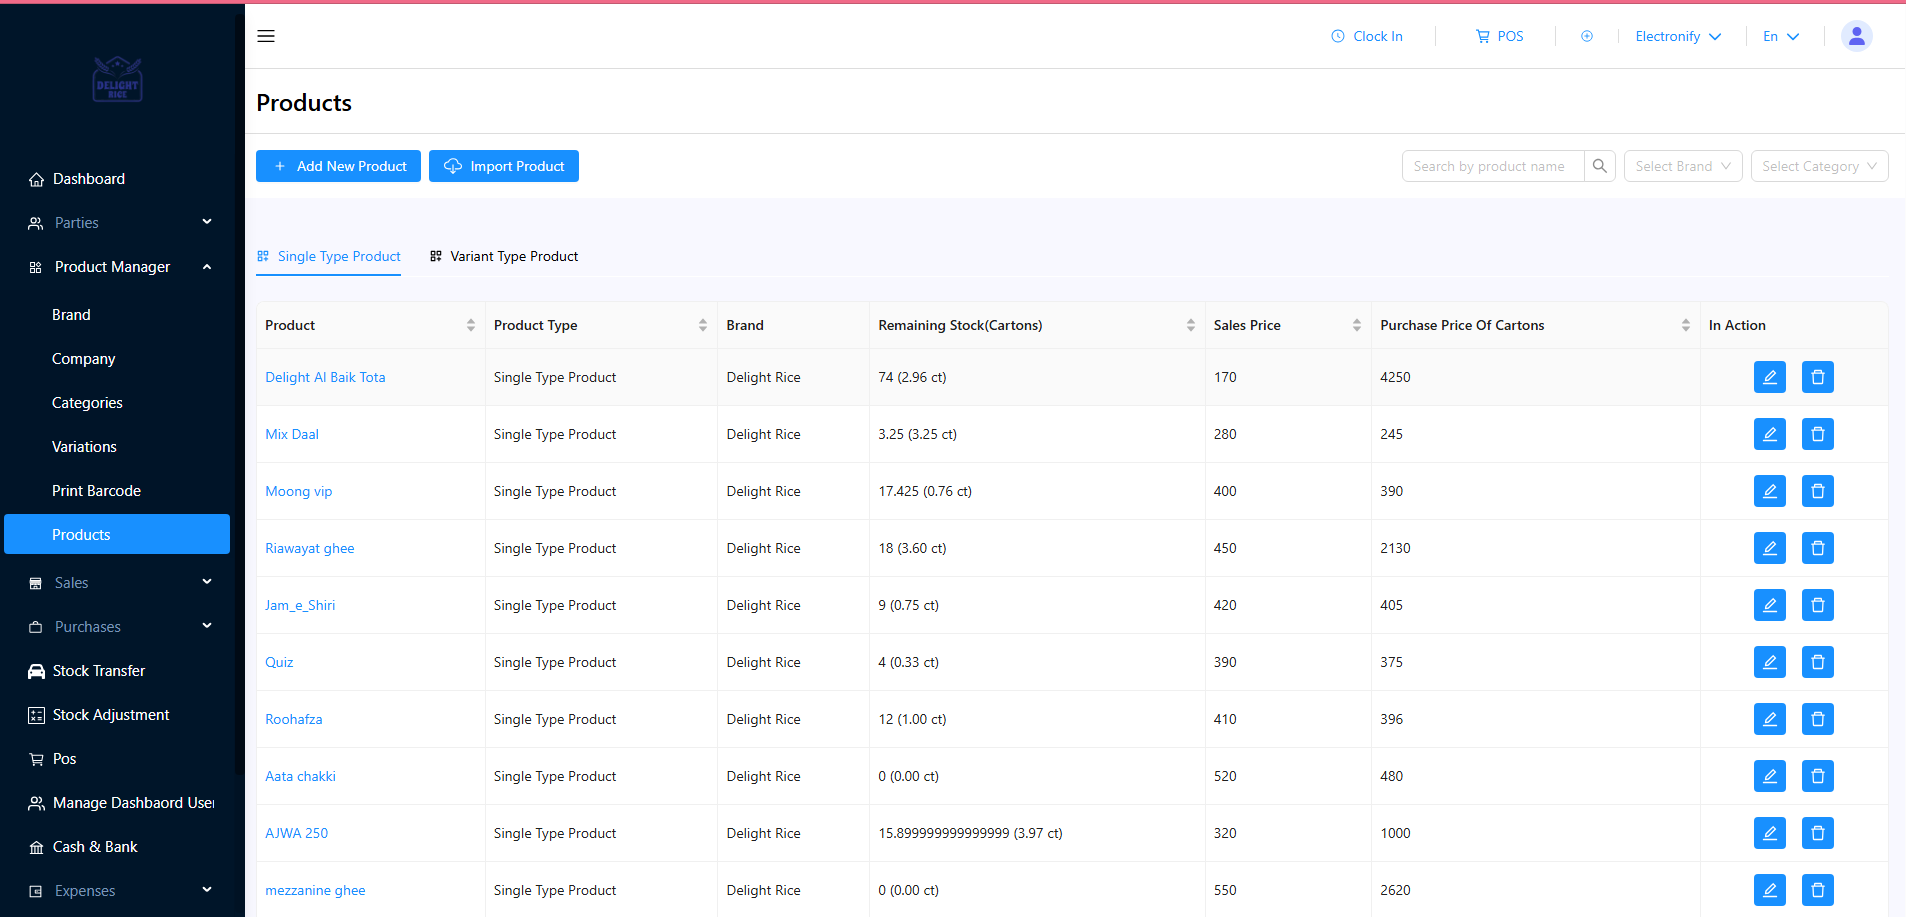 DELIGHT
RICE
Clock In
POS
Electronify
En
Products
Add New Product
Import Product
Search by product name
Select Brand
Select Category
Dashboard
Parties
Product Manager
Brand
Company
Categories
Variations
Print Barcode
Products
Sales
Purchases
Stock Transfer
Stock Adjustment
Pos
Manage Dashbaord User
Cash & Bank
Expenses
Single Type Product Variant Type Product
Product Product Type Brand Remaining Stock(Cartons) Sales Price Purchase Price Of Cartons In Action
Delight Al Baik Tota Single Type Product Delight Rice 74 (2.96 ct) 170 4250
Mix Daal Single Type Product Delight Rice 3.25 (3.25 ct) 280 245
Moong vip Single Type Product Delight Rice 17.425 (0.76 ct) 400 390
Riawayat ghee Single Type Product Delight Rice 18 (3.60 ct) 450 2130
Jam_e_Shiri Single Type Product Delight Rice 9 (0.75 ct) 420 405
Quiz Single Type Product Delight Rice 4 (0.33 ct) 390 375
Roohafza Single Type Product Delight Rice 12 (1.00 ct) 410 396
Aata chakki Single Type Product Delight Rice 0 (0.00 ct) 520 480
AJWA 250 Single Type Product Delight Rice 15.899999999999999 (3.97 ct) 320 1000
mezzanine ghee Single Type Product Delight Rice 0 (0.00 ct) 550 2620